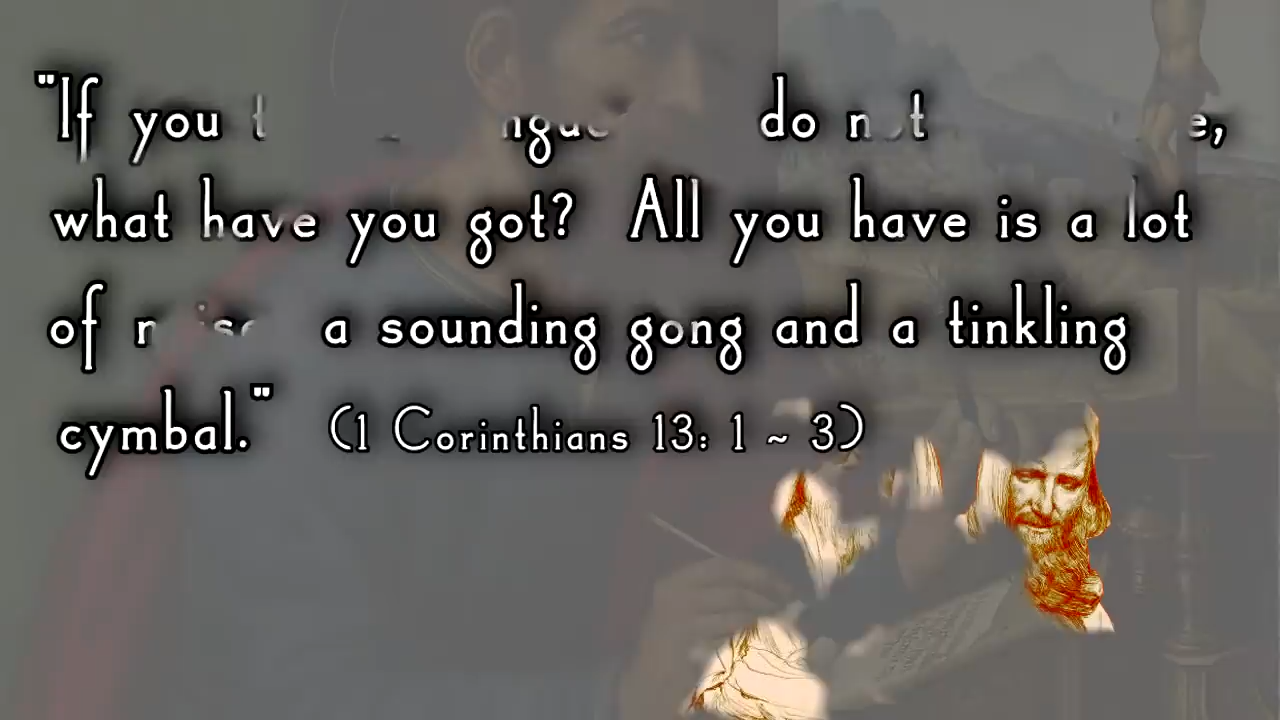 "If you do not
what have you got? All you have is a lot
of a sounding gong and a tinkling
cymbal." (1 Corinthians 13: 1 ~ 3)